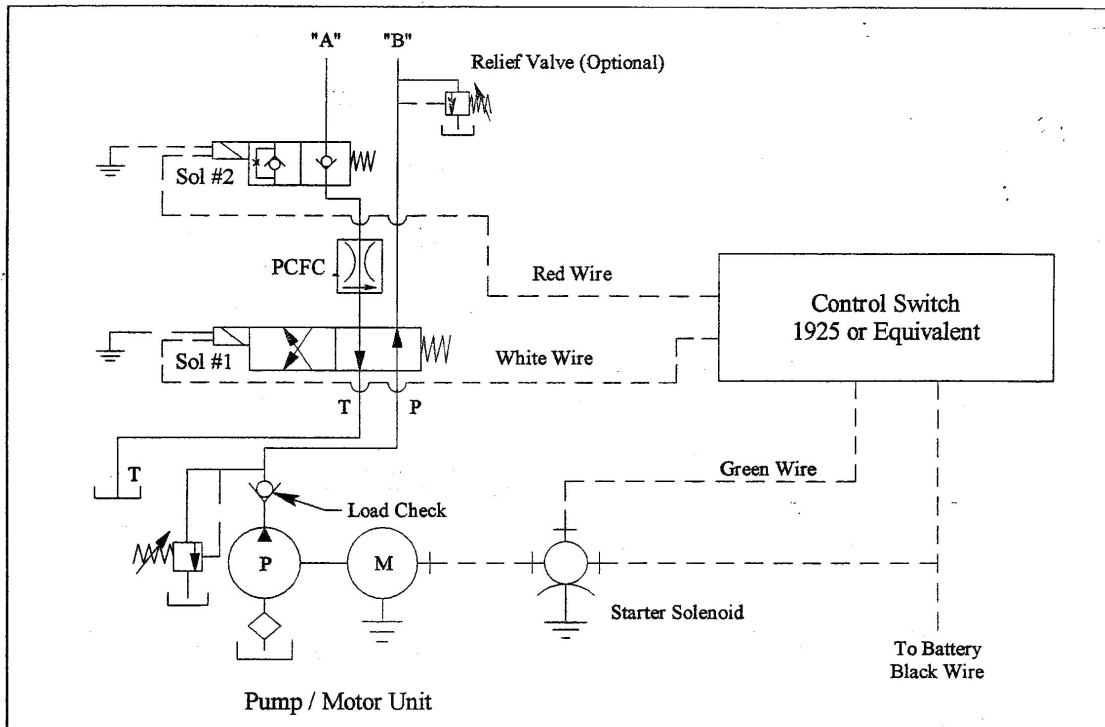 "A"
"B"
Relief Valve (Optional)
Sol #2
PCFC
Red Wire
Control Switch
1925 or Equivalent
Sol #1
White Wire
T
P
T
Green Wire
Load Check
P
M
Starter Solenoid
To Battery
Black Wire
Pump / Motor Unit